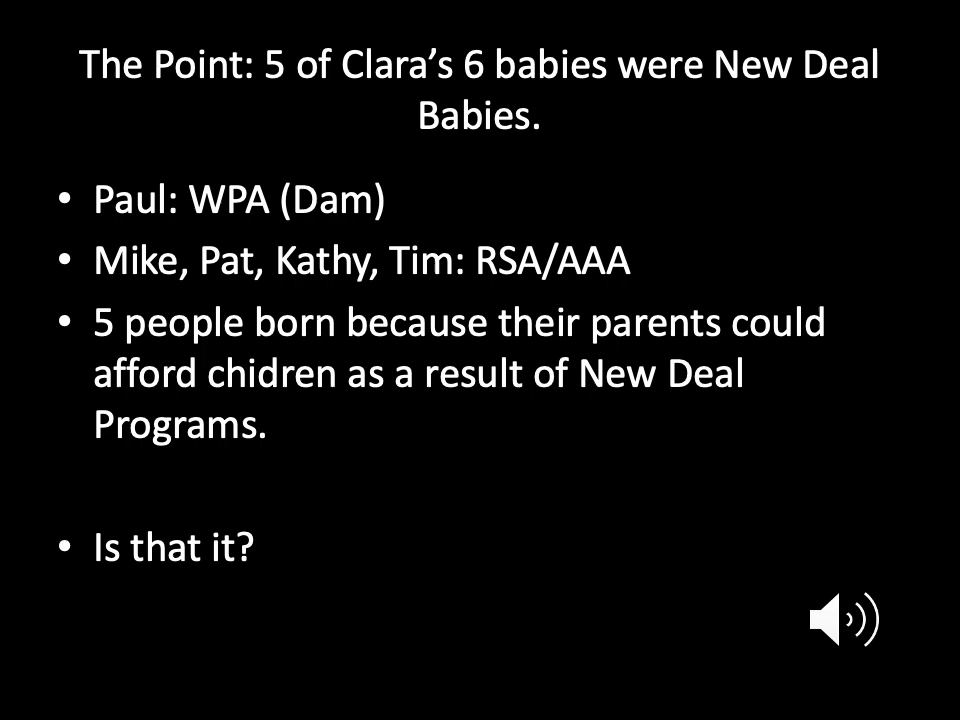 The Point: 5 of Clara’s 6 babies were New Deal
Babies.
• Paul: WPA (Dam)
• Mike, Pat, Kathy, Tim: RSA/AAA
• 5 people born because their parents could
afford chidren as a result of New Deal
Programs.
• Is that it?